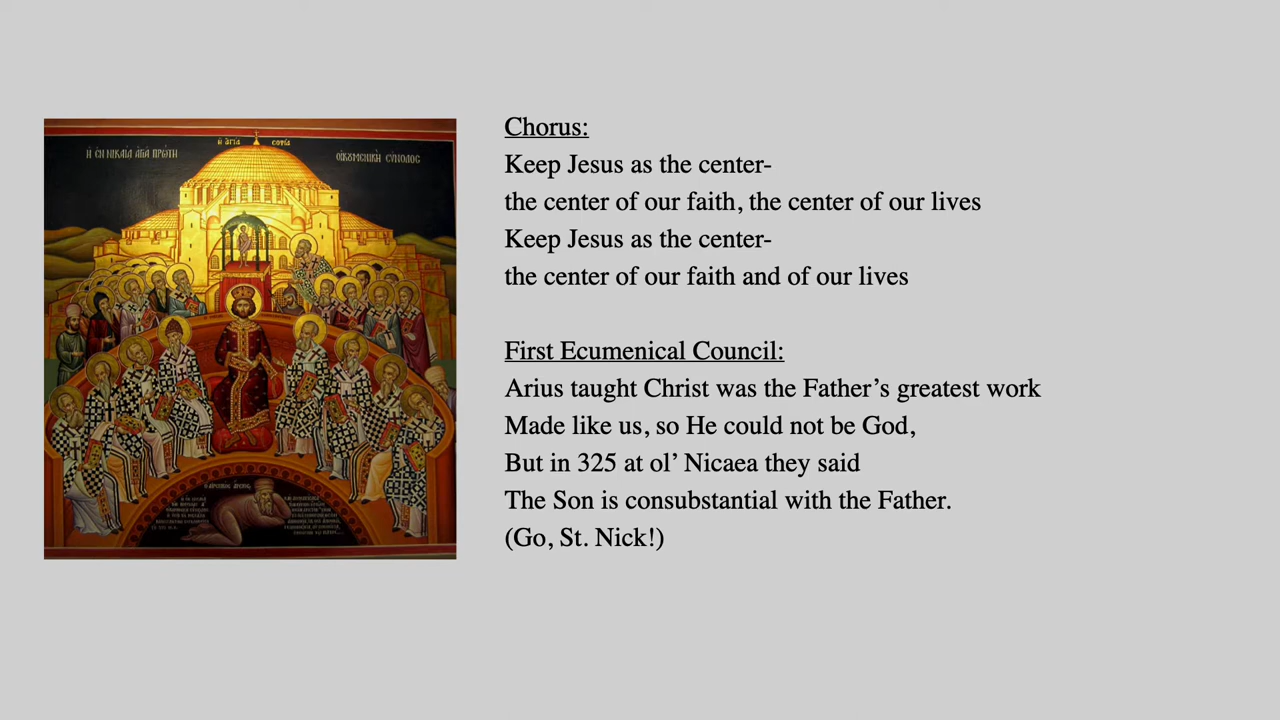 Η ΕΝ ΝΙΚΑΙΑ ΑΓΙΑ ΠΡΩΤΗ
Η ΑΓΙΑ ΣΟΦΙΑ
ΟΙΚΟΥΜΕΝΙΚΗ ΣΥΝΟΔΟΣ
Chorus:
Keep Jesus as the center-
the center of our faith, the center of our lives
Keep Jesus as the center-
the center of our faith and of our lives
First Ecumenical Council:
Arius taught Christ was the Father’s greatest work
Made like us, so He could not be God,
But in 325 at ol’ Nicaea they said
The Son is consubstantial with the Father.
(Go, St. Nick!)